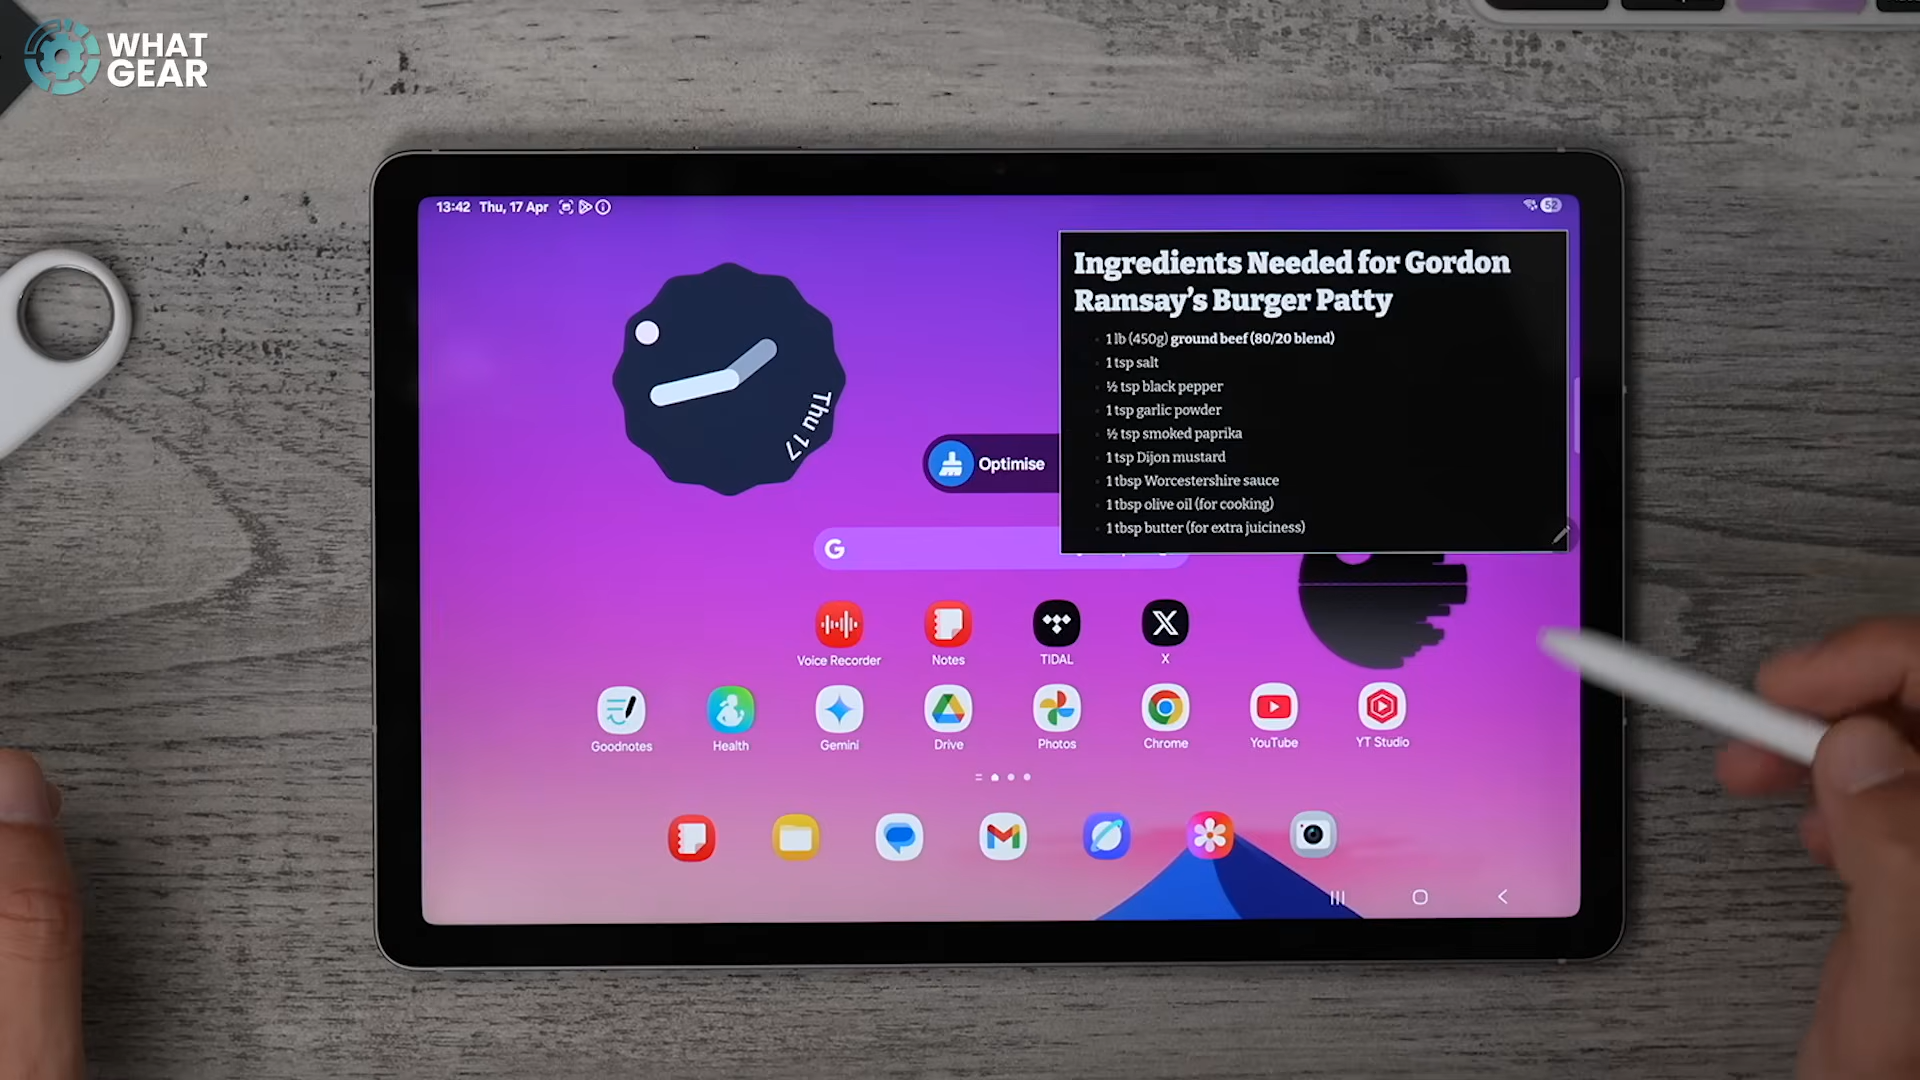 WHAT
GEAR
13:42 Thu, 17 Apr
52
Ingredients Needed for Gordon
Ramsay's Burger Patty
1 lb (450g) ground beef (80/20 blend)
1 tsp salt
½ tsp black pepper
1 tsp garlic powder
½ tsp smoked paprika
1 tsp Dijon mustard
1 tbsp Worcestershire sauce
1 tbsp olive oil (for cooking)
1 tbsp butter (for extra juiciness)
Thu 17
Optimise
G
Voice Recorder
Notes
TIDAL
X
Goodnotes
Health
Gemini
Drive
Photos
Chrome
YouTube
YT Studio